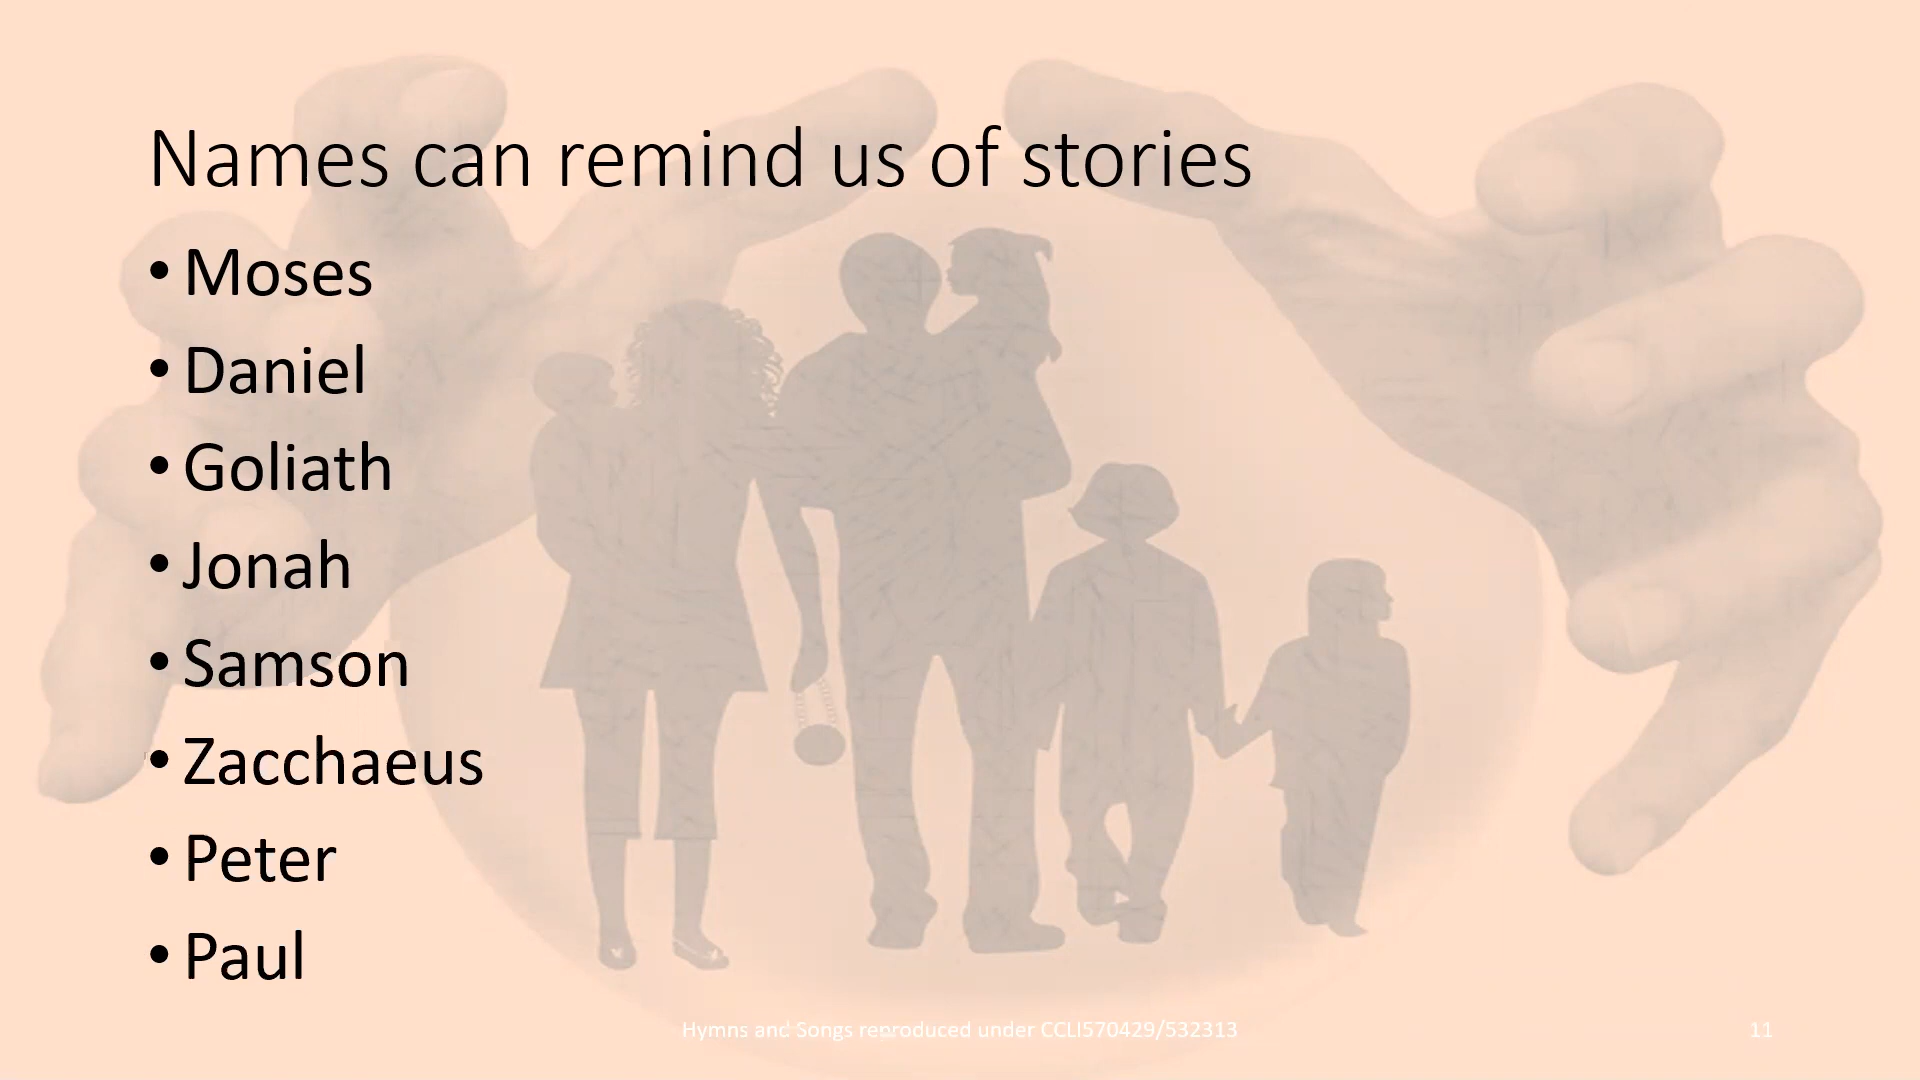 Names can remind us of stories
• Moses
• Daniel
• Goliath
• Jonah
• Samson
• Zacchaeus
• Peter
• Paul
Hymns and Songs reproduced under CCLI570429/532313
11